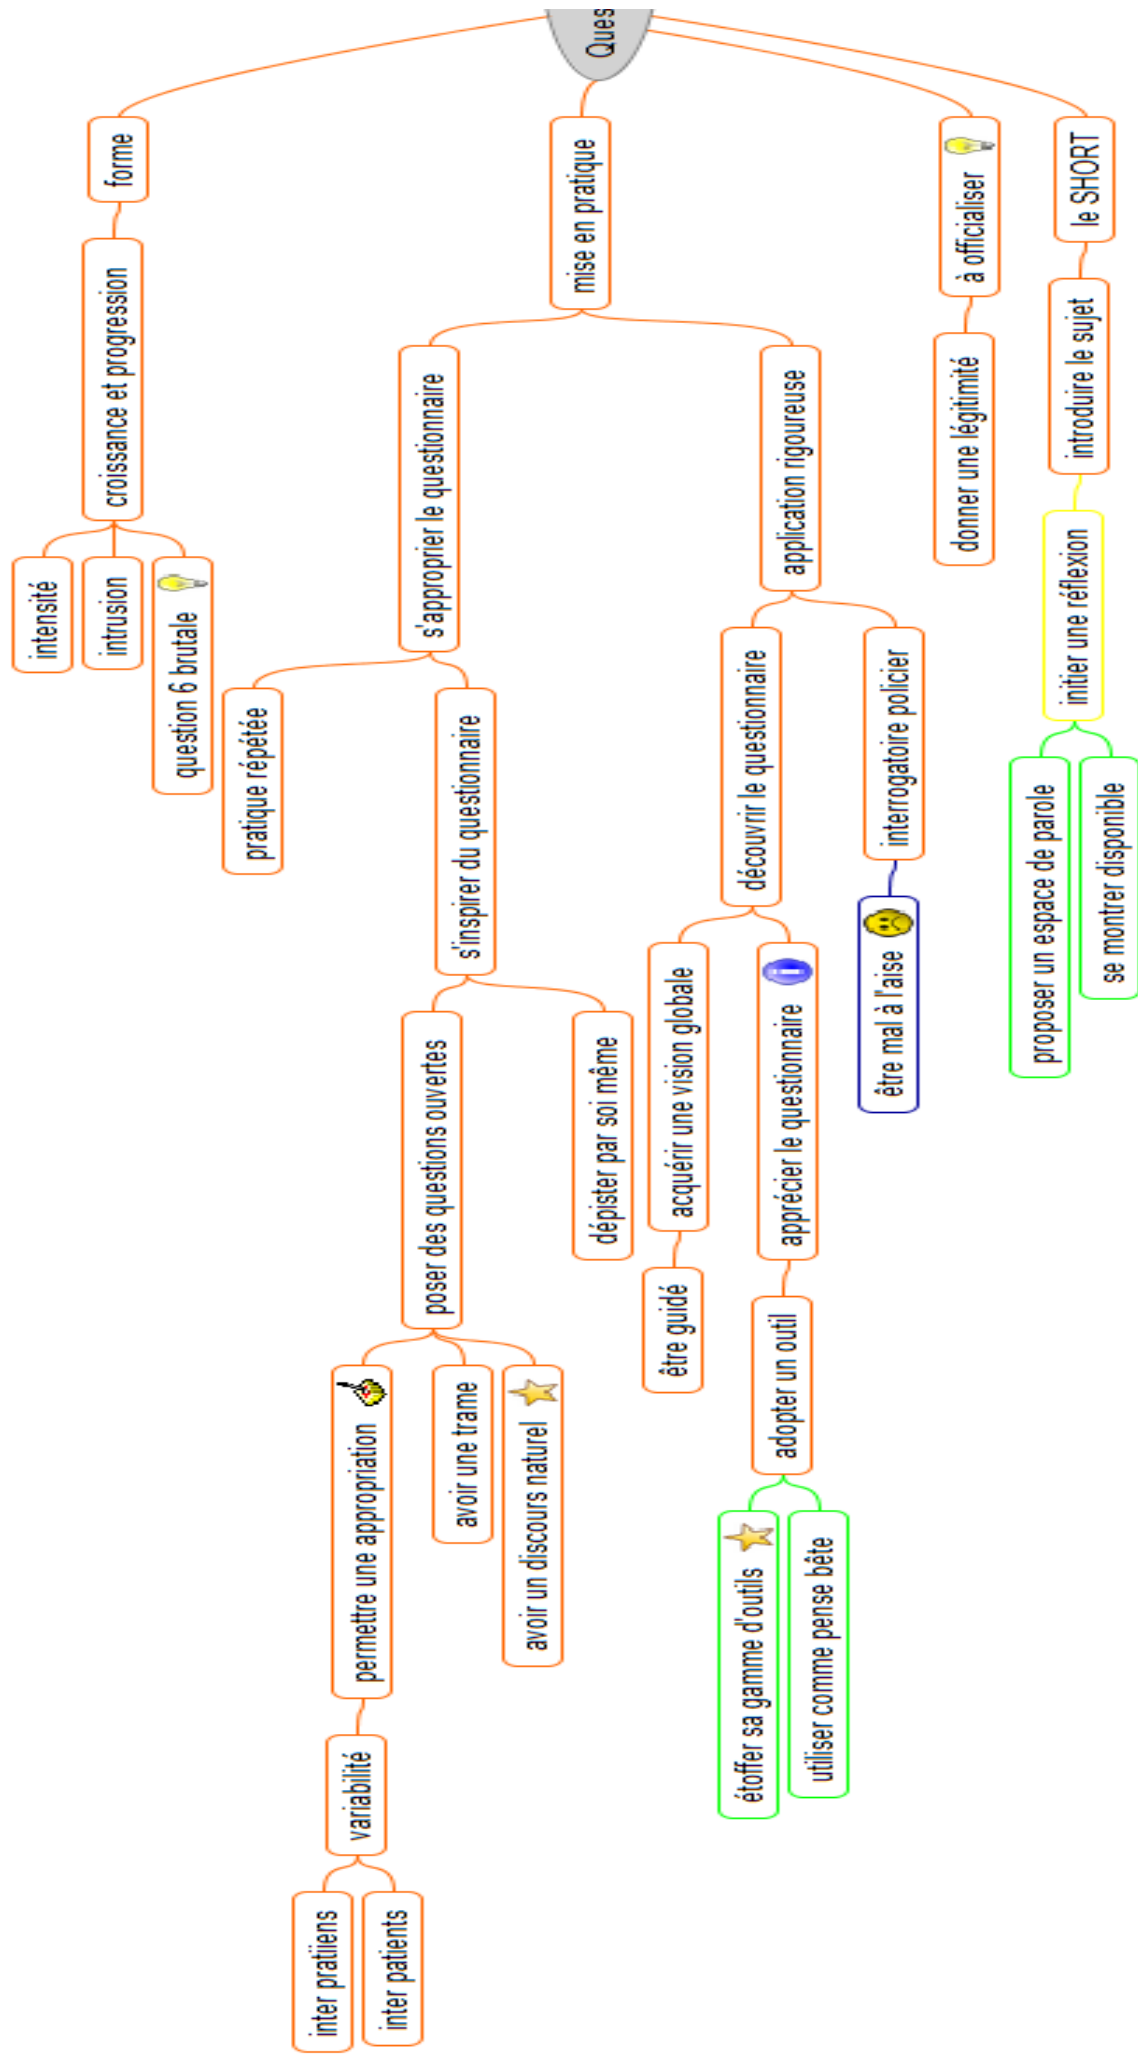 Ques
forme
croissance et progression
intensité
intrusion
question 6 brutale
mise en pratique
s'approprier le questionnaire
pratique répétée
s'inspirer du questionnaire
poser des questions ouvertes
permettre une appropriation
variabilité
inter pratiiens
inter patients
avoir une trame
avoir un discours naturel
dépister par soi même
application rigoureuse
découvrir le questionnaire
acquérir une vision globale
être guidé
apprécier le questionnaire
adopter un outil
étoffer sa gamme d'outils
utiliser comme pense bête
interrogatoire policier
être mal à l'aise
à officialiser
donner une légitimité
le SHORT
introduire le sujet
initier une réflexion
proposer un espace de parole
se montrer disponible